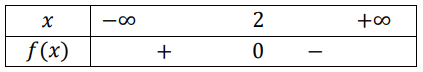 x −∞ 2 +∞
f(x) + 0 −